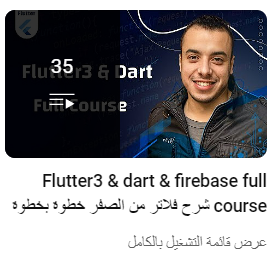 Flutter3 & Dart
Full Course
35
Flutter3 & dart & firebase full
course شرح فلاتر من الصفر خطوة بخطوة
عرض قائمة التشغيل بالكامل